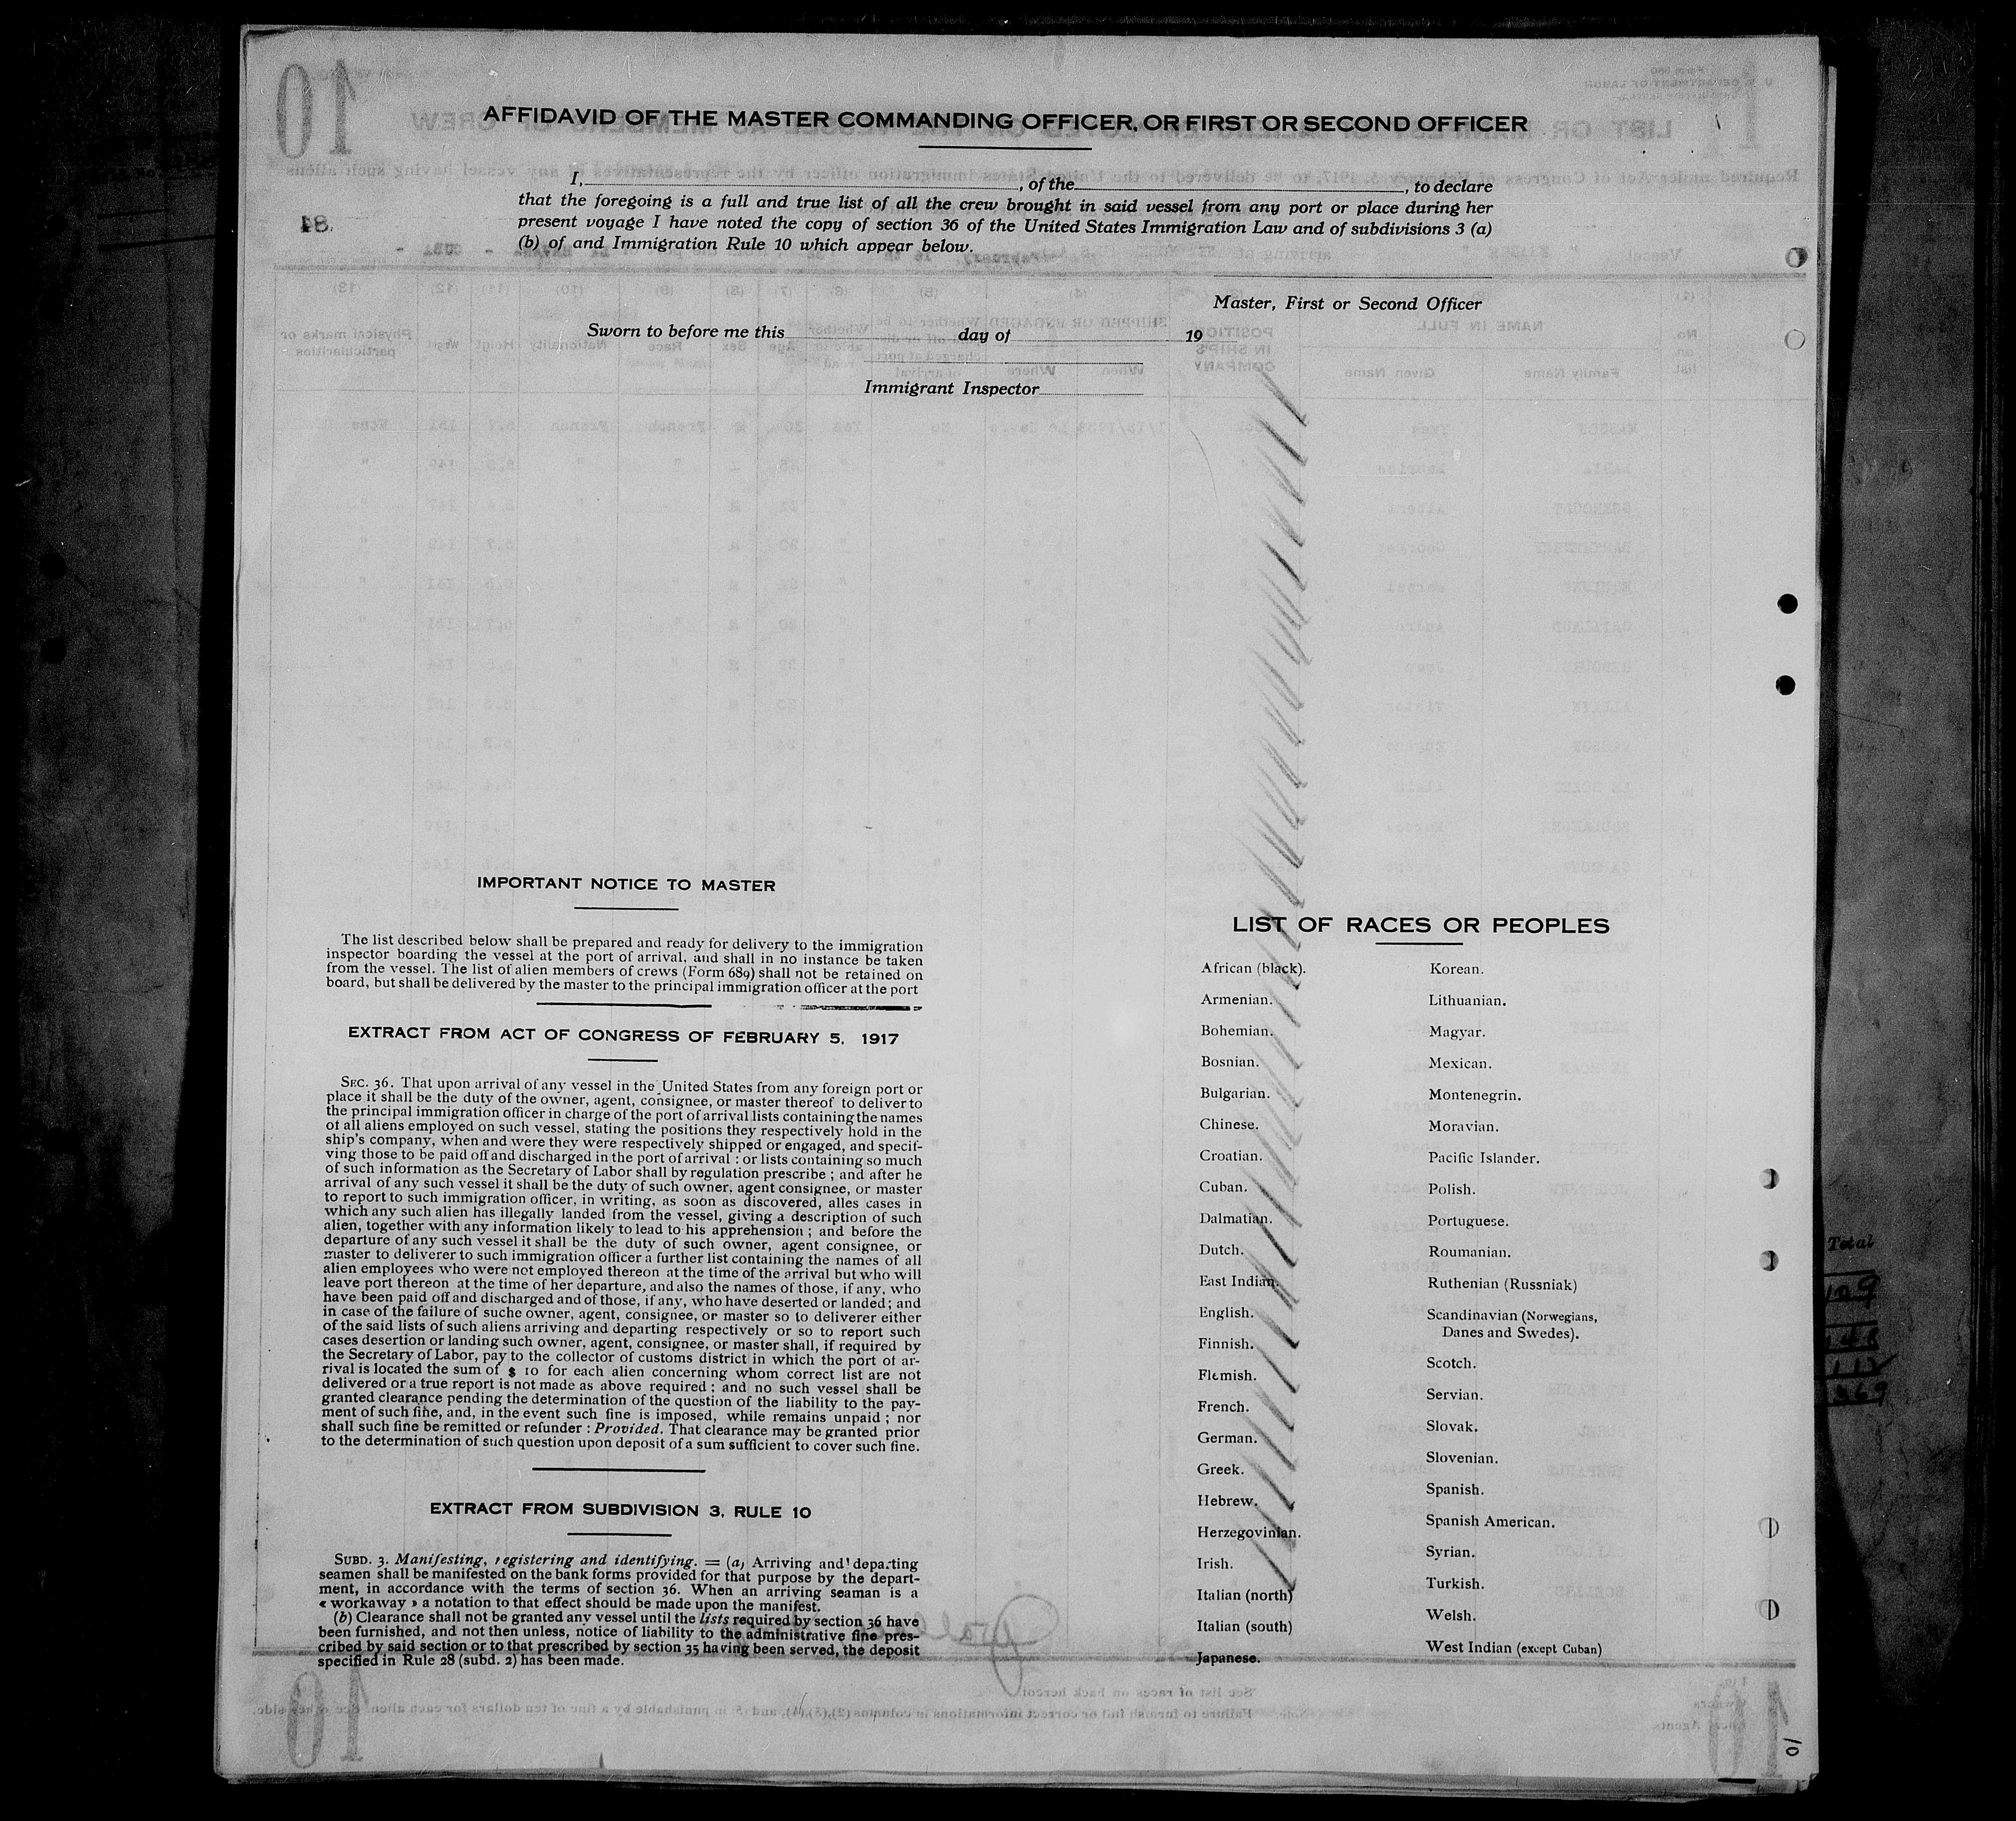 AFFIDAVID OF THE MASTER COMMANDING OFFICER, OR FIRST OR SECOND OFFICER
I, , of the , to declare
that the foregoing is a full and true list of all the crew brought in said vessel from any port or place during her
present voyage I have noted the copy of section 36 of the United States Immigration Law and of subdivisions 3 (a)
(b) of and Immigration Rule 10 which appear below.
Master, First or Second Officer
Sworn to before me this day of 19
Immigrant Inspector
IMPORTANT NOTICE TO MASTER
The list described below shall be prepared and ready for delivery to the immigration
inspector boarding the vessel at the port of arrival, and shall in no instance be taken
from the vessel. The list of alien members of crews (Form 689) shall not be retained on
board, but shall be delivered by the master to the principal immigration officer at the port
EXTRACT FROM ACT OF CONGRESS OF FEBRUARY 5, 1917
SEC. 36. That upon arrival of any vessel in the United States from any foreign port or
place it shall be the duty of the owner, agent, consignee, or master thereof to deliver to
the principal immigration officer in charge of the port of arrival lists containing the names
of all aliens employed on such vessel, stating the positions they respectively hold in the
ship's company, when and were they were respectively shipped or engaged, and specif-
ving those to be paid off and discharged in the port of arrival : or lists containing so much
of such information as the Secretary of Labor shall by regulation prescribe ; and after he
arrival of any such vessel it shall be the duty of such owner, agent consignee, or master
to report to such immigration officer, in writing, as soon as discovered, alles cases in
which any such alien has illegally landed from the vessel, giving a description of such
alien, together with any information likely to lead to his apprehension ; and before the
departure of any such vessel it shall be the duty of such owner, agent consignee, or
master to deliverer to such immigration officer a further list containing the names of all
alien employees who were not employed thereon at the time of the arrival but who will
leave port thereon at the time of her departure, and also the names of those, if any, who
have been paid off and discharged and of those, if any, who have deserted or landed ; and
in case of the failure of suche owner, agent, consignee, or master so to deliverer either
of the said lists of such aliens arriving and departing respectively or so to report such
cases desertion or landing such owner, agent, consignee, or master shall, if required by
the Secretary of Labor, pay to the collector of customs district in which the port of ar-
rival is located the sum of $ 10 for each alien concerning whom correct list are not
delivered or a true report is not made as above required ; and no such vessel shall be
granted clearance pending the determination of the question of the liability to the pay-
ment of such fine, and, in the event such fine is imposed, while remains unpaid ; nor
shall such fine be remitted or refunder : Provided. That clearance may be granted prior
to the determination of such question upon deposit of a sum sufficient to cover such fine.
EXTRACT FROM SUBDIVISION 3, RULE 10
SUBD. 3. Manifesting, registering and identifying. = (a) Arriving and departing
seamen shall be manifested on the bank forms provided for that purpose by the depart-
ment, in accordance with the terms of section 36. When an arriving seaman is a
« workaway » a notation to that effect should be made upon the manifest.
(b) Clearance shall not be granted any vessel until the lists required by section 36 have
been furnished, and not then unless, notice of liability to the administrative fine pres-
cribed by said section or to that prescribed by section 35 having been served, the deposit
specified in Rule 28 (subd. 2) has been made.
LIST OF RACES OR PEOPLES
African (black).
Armenian.
Bohemian.
Bosnian.
Bulgarian.
Chinese.
Croatian.
Cuban.
Dalmatian.
Dutch.
East Indian.
English.
Finnish.
Flemish.
French.
German.
Greek.
Hebrew.
Herzegovinian.
Irish.
Italian (north)
Italian (south)
Japanese.
Korean.
Lithuanian.
Magyar.
Mexican.
Montenegrin.
Moravian.
Pacific Islander.
Polish.
Portuguese.
Roumanian.
Ruthenian (Russniak)
Scandinavian (Norwegians,
Danes and Swedes).
Scotch.
Servian.
Slovak.
Slovenian.
Spanish.
Spanish American.
Syrian.
Turkish.
Welsh.
West Indian (except Cuban)
Total
10